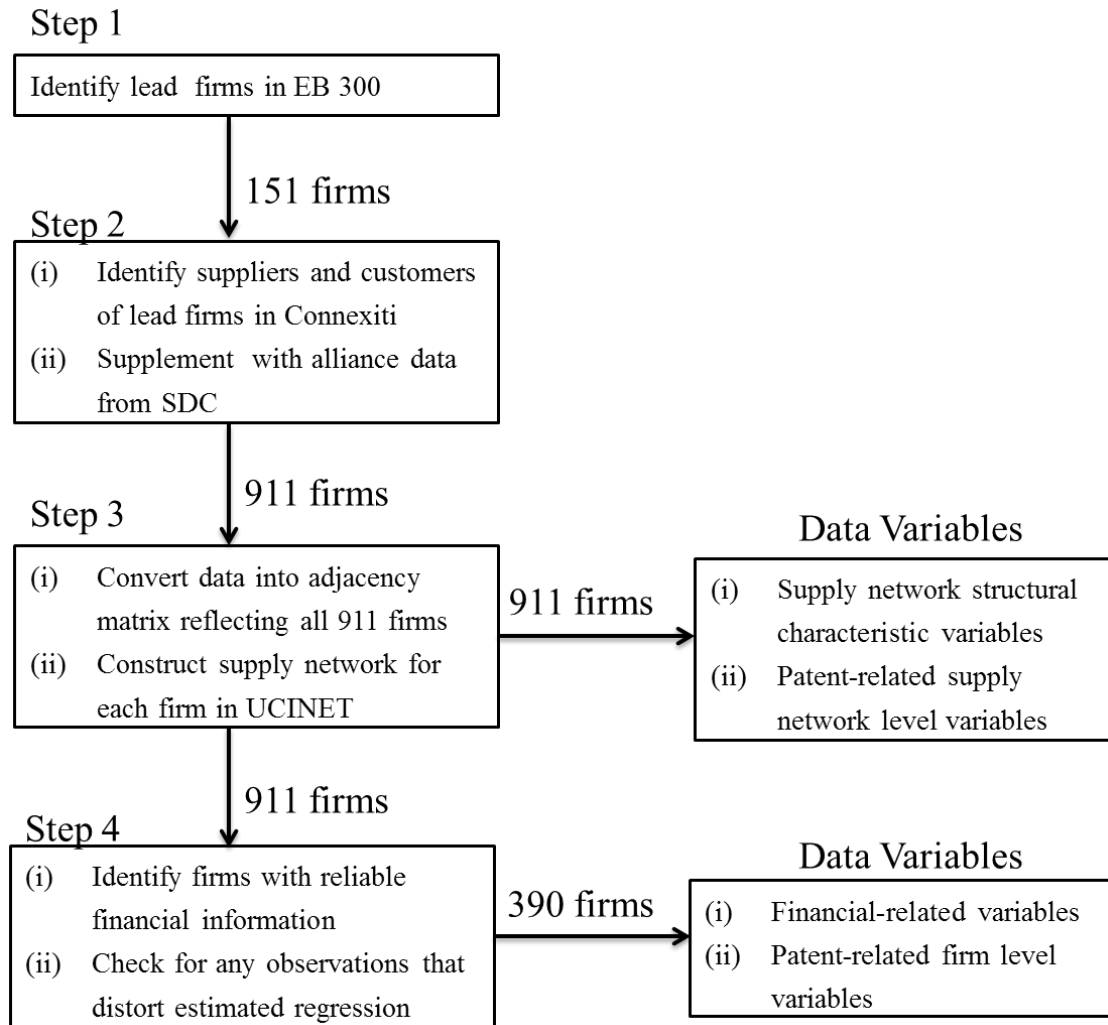 Step 1
Identify lead firms in EB 300
151 firms
Step 2
(i) Identify suppliers and customers
of lead firms in Connexiti
(ii) Supplement with alliance data
from SDC
911 firms
Step 3
(i) Convert data into adjacency
matrix reflecting all 911 firms
(ii) Construct supply network for
each firm in UCINET
911 firms
Data Variables
(i) Supply network structural
characteristic variables
(ii) Patent-related supply
network level variables
911 firms
Step 4
(i) Identify firms with reliable
financial information
(ii) Check for any observations that
distort estimated regression
390 firms
Data Variables
(i) Financial-related variables
(ii) Patent-related firm level
variables